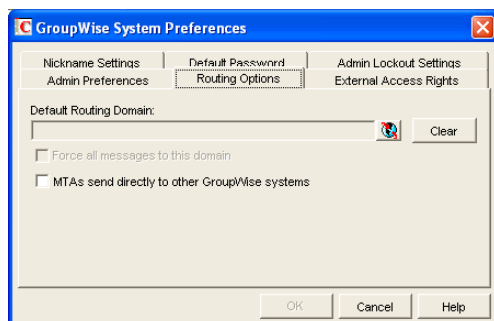 GroupWise System Preferences
Nickname Settings Default Password Admin Lockout Settings
Admin Preferences Routing Options External Access Rights
Default Routing Domain:
Clear
Force all messages to this domain
MTAs send directly to other GroupWise systems
OK Cancel Help